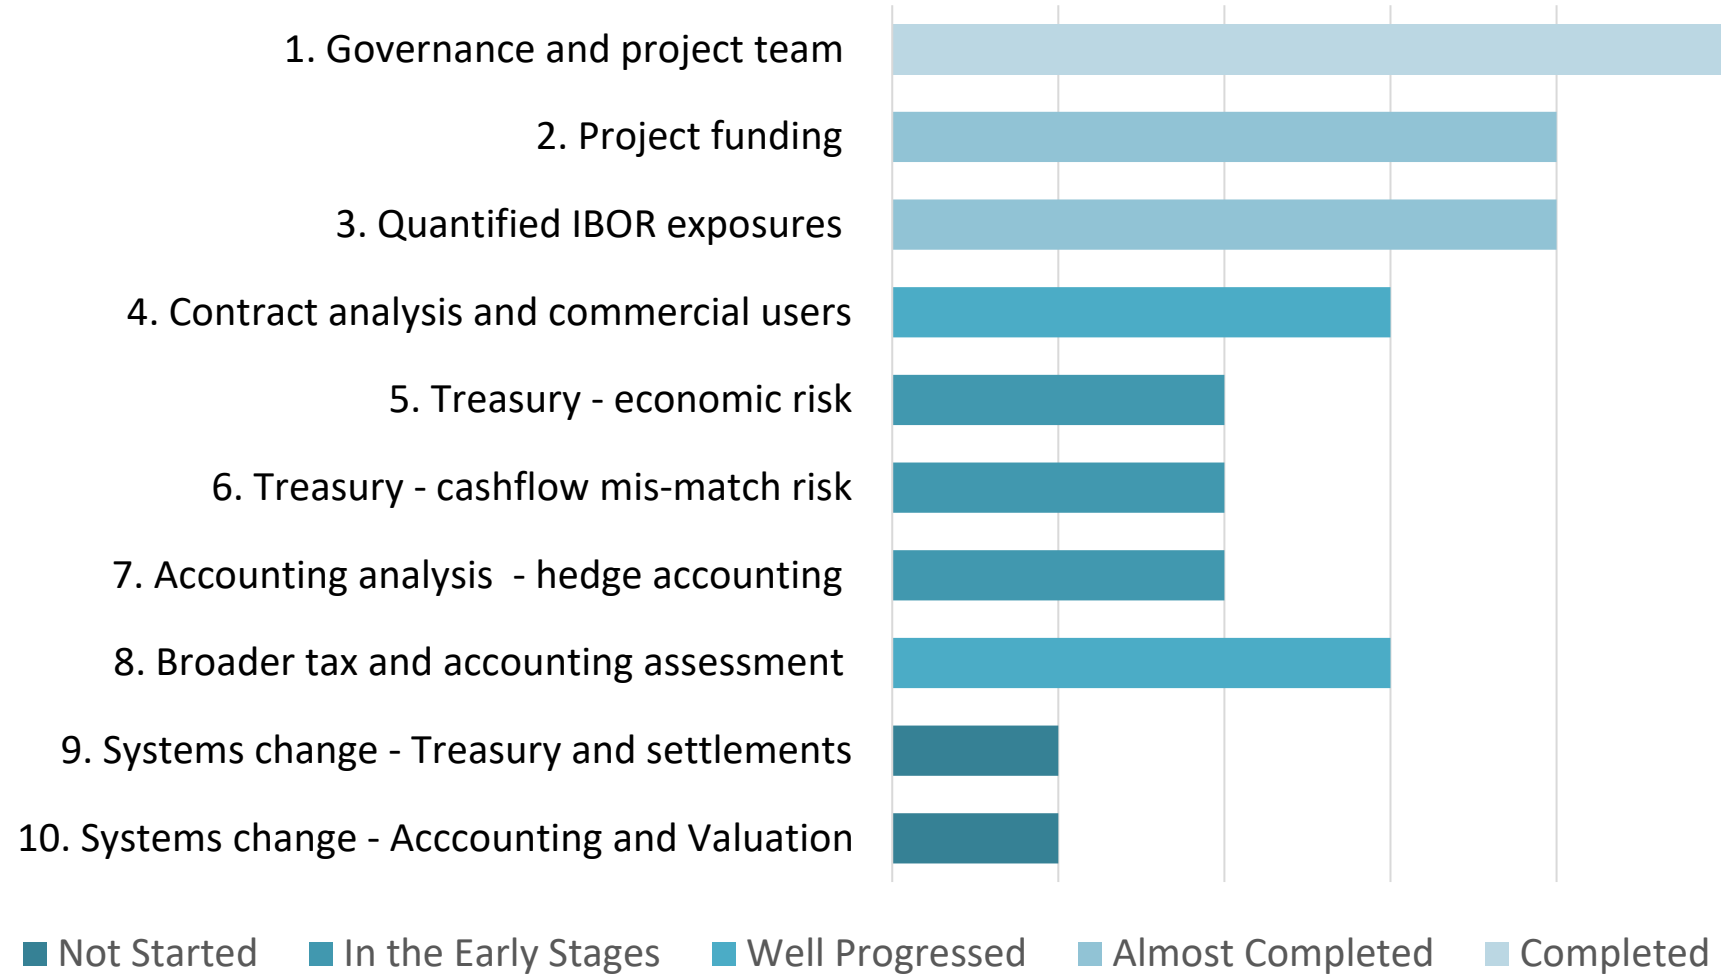 1. Governance and project team
2. Project funding
3. Quantified IBOR exposures
4. Contract analysis and commercial users
5. Treasury - economic risk
6. Treasury - cashflow mis-match risk
7. Accounting analysis  - hedge accounting
8. Broader tax and accounting assessment
9. Systems change - Treasury and settlements
10. Systems change - Acccounting and Valuation
Not Started In the Early Stages Well Progressed Almost Completed Completed